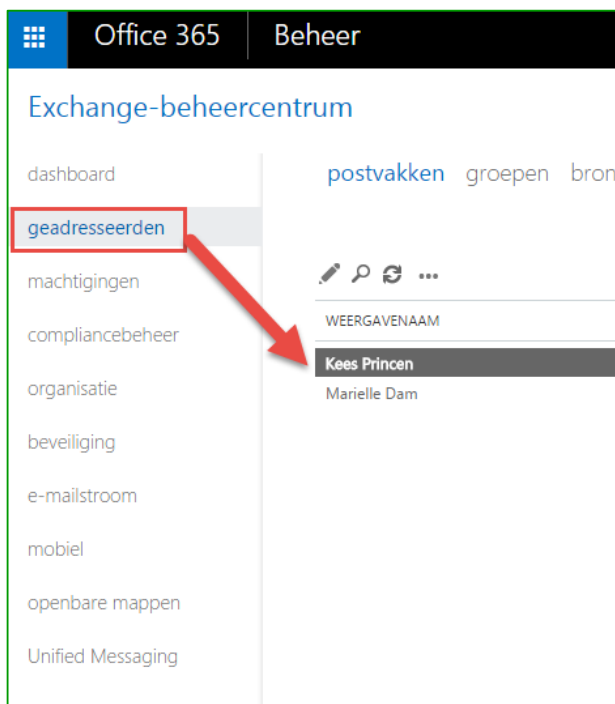 Office 365 Beheer
Exchange-beheercentrum
dashboard
geadresseerden
machtigingen
compliancebeheer
organisatie
beveiliging
e-mailstroom
mobiel
openbare mappen
Unified Messaging
postvakken groepen bron
WEERGAVENAAM
Kees Princen
Marielle Dam